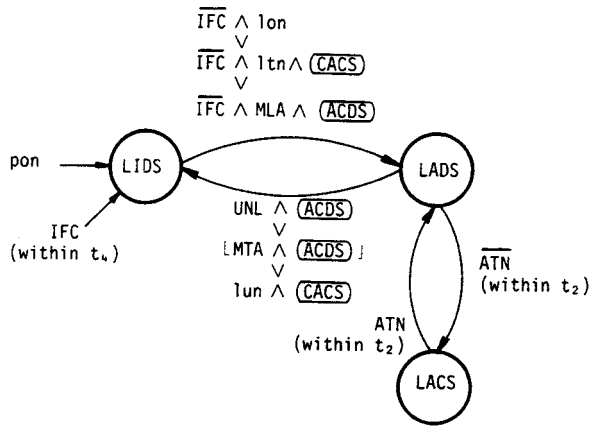 IFC ∧ lon
∨
IFC ∧ ltn ∧ (CACS)
∨
IFC ∧ MLA ∧ (ACDS)
pon
LIDS
LADS
IFC
(within t₄)
UNL ∧ (ACDS)
∨
⌊MTA ∧ (ACDS)⌋
∨
lun ∧ (CACS)
ATN
(within t₂)
ATN
(within t₂)
LACS